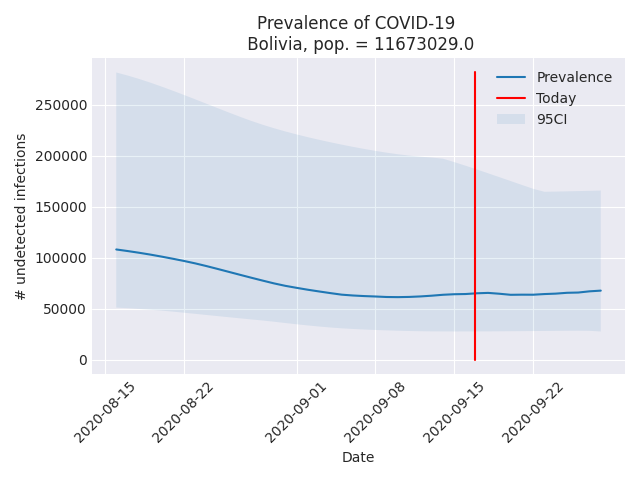 Prevalence of COVID-19
Bolivia, pop. = 11673029.0
Prevalence
Today
95CI
# undetected infections
250000
200000
150000
100000
50000
0
2020-08-15
2020-08-22
2020-09-01
2020-09-08
2020-09-15
2020-09-22
Date